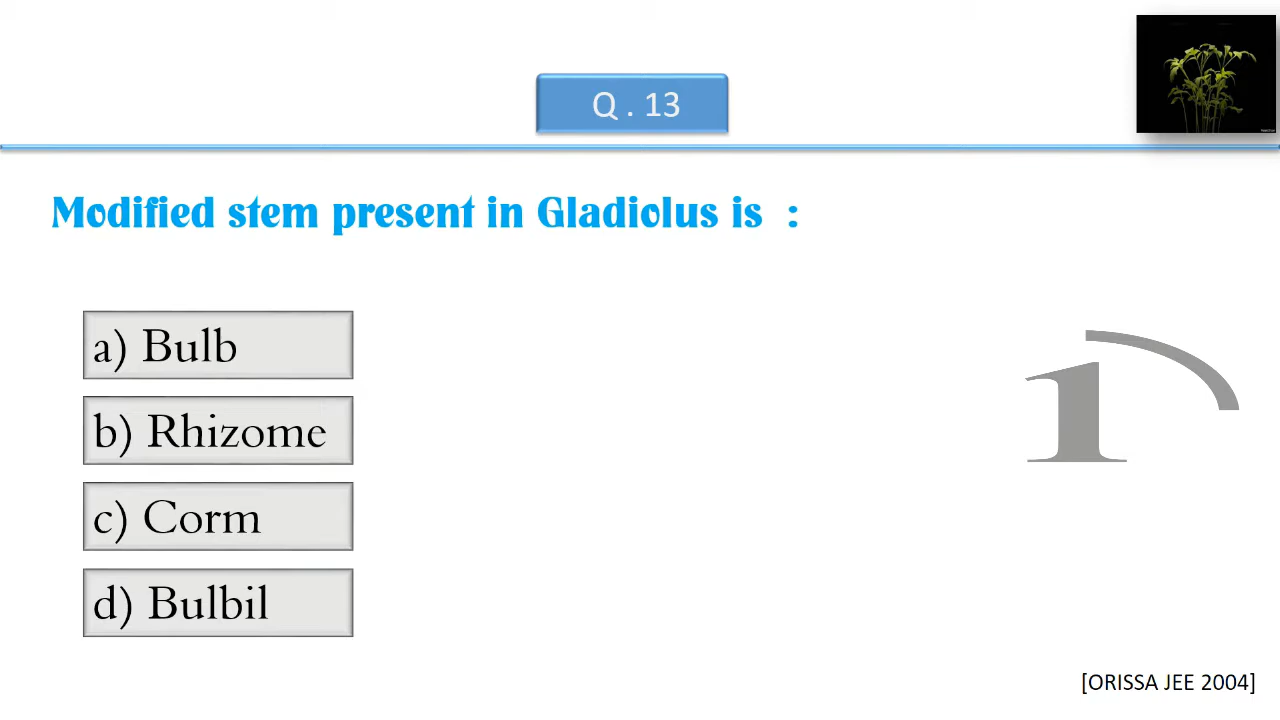 Q . 13
Modified stem present in Gladiolus is  :
a) Bulb
b) Rhizome
c) Corm
d) Bulbil
1
[ORISSA JEE 2004]